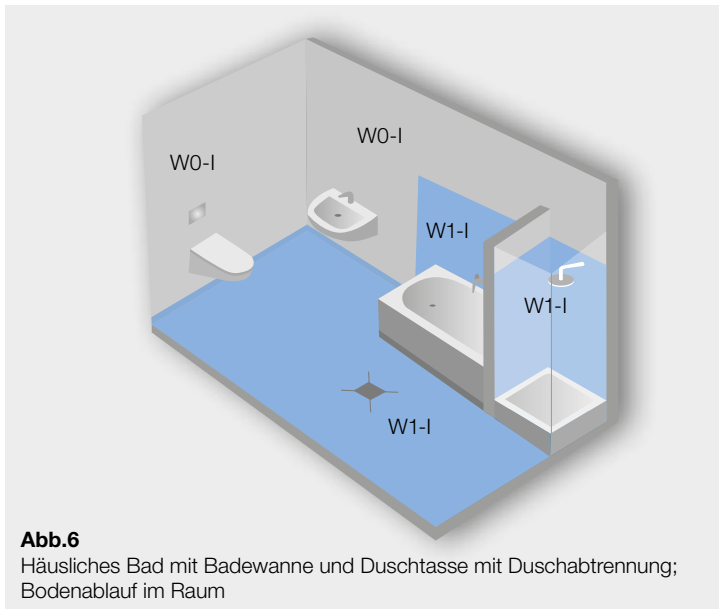 W0-I
W0-I
W1-I
W1-I
W1-I
Abb.6
Häusliches Bad mit Badewanne und Duschtasse mit Duschabtrennung;
Bodenablauf im Raum